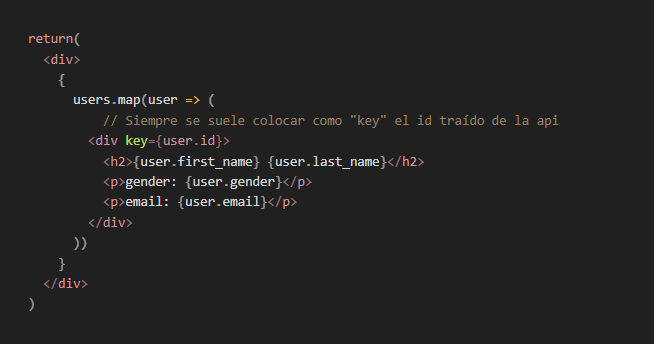 return(
  <div>
    {
      users.map(user => (
          // Siempre se suele colocar como "key" el id traído de la api
        <div key={user.id}>
          <h2>{user.first_name} {user.last_name}</h2>
          <p>gender: {user.gender}</p>
          <p>email: {user.email}</p>
        </div>
      ))
    }
  </div>
)